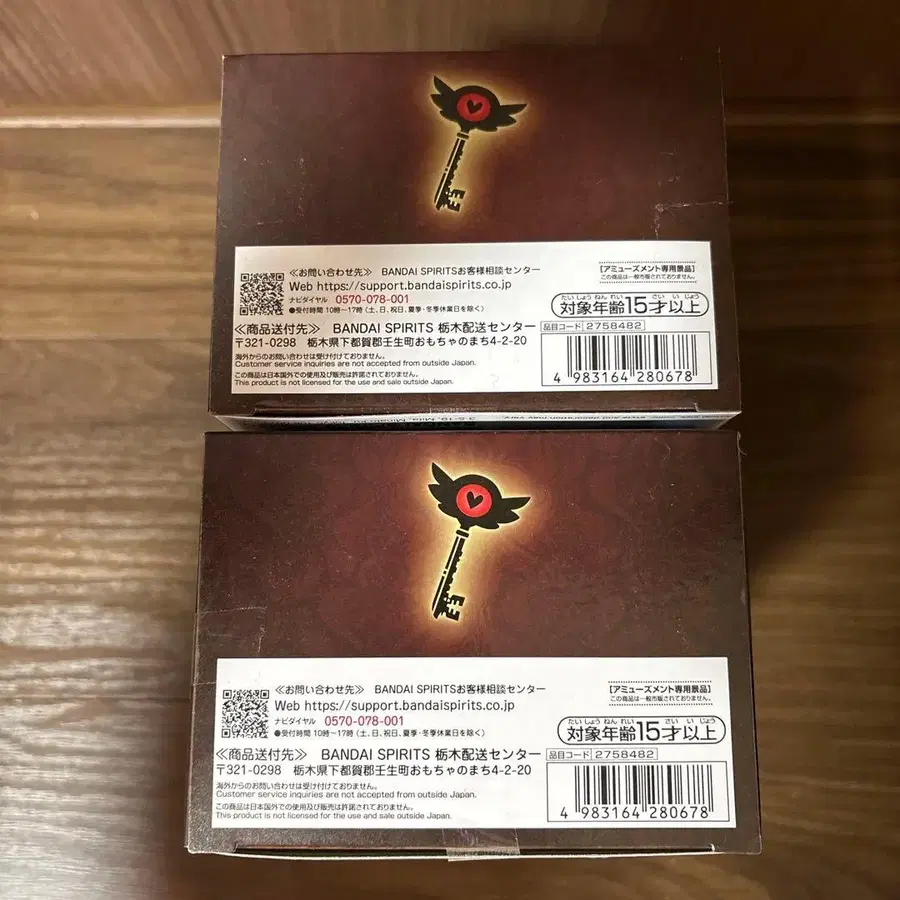 ≪お問い合わせ先≫ BANDAI SPIRITSお客様相談センター
Web https://support.bandaispirits.co.jp
ナビダイヤル 0570-078-001
●受付時間 10時〜17時(土、日、祝日、夏季・冬季休業日を除く)
≪商品送付先≫ BANDAI SPIRITS 栃木配送センター
〒321-0298 栃木県下都賀郡壬生町おもちゃのまち4-2-20
海外からのお問い合わせは受け付けておりません。
Customer service inquiries are not accepted from outside Japan.
この商品は日本国外での使用及び販売は許諾されておりません。
This product is not licensed for the use and sale outside Japan.
[アミューズメント専用景品]
この商品は一般市販されておりません。
たいしょうねんれい さい いじょう
対象年齢15才以上
品目コード 2758482
4 983164 280678
≪お問い合わせ先≫ BANDAI SPIRITSお客様相談センター
Web https://support.bandaispirits.co.jp
ナビダイヤル 0570-078-001
●受付時間 10時〜17時(土、日、祝日、夏季・冬季休業日を除く)
≪商品送付先≫ BANDAI SPIRITS 栃木配送センター
〒321-0298 栃木県下都賀郡壬生町おもちゃのまち4-2-20
海外からのお問い合わせは受け付けておりません。
Customer service inquiries are not accepted from outside Japan.
この商品は日本国外での使用及び販売は許諾されておりません。
This product is not licensed for the use and sale outside Japan.
[アミューズメント専用景品]
この商品は一般市販されておりません。
たいしょうねんれい さい いじょう
対象年齢15才以上
品目コード 2758482
4 983164 280678